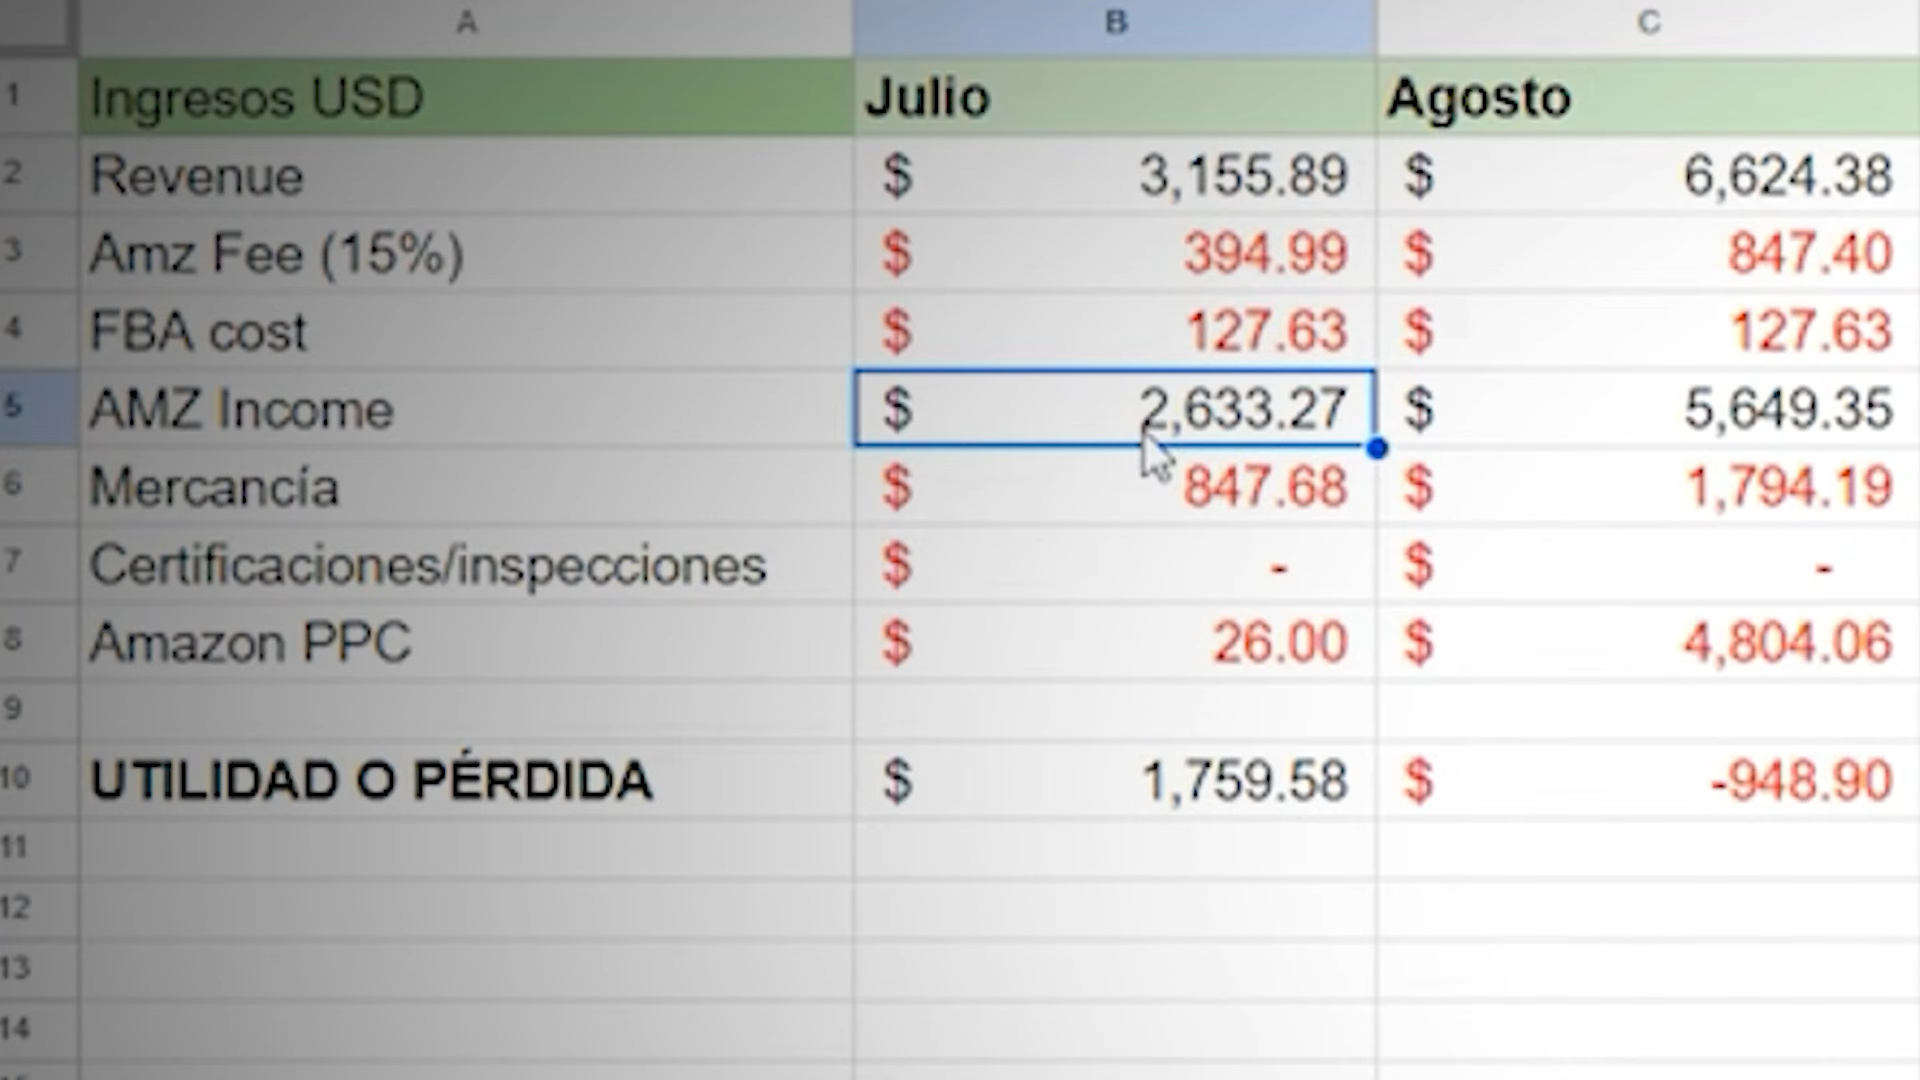 A B C
1 Ingresos USD Julio Agosto
2 Revenue $ 3,155.89 $ 6,624.38
3 Amz Fee (15%) $ 394.99 $ 847.40
4 FBA cost $ 127.63 $ 127.63
5 AMZ Income $ 2,633.27 $ 5,649.35
6 Mercancía $ 847.68 $ 1,794.19
7 Certificaciones/inspecciones $ - $ -
8 Amazon PPC $ 26.00 $ 4,804.06
9
10 UTILIDAD O PÉRDIDA $ 1,759.58 $ -948.90
11
12
13
14